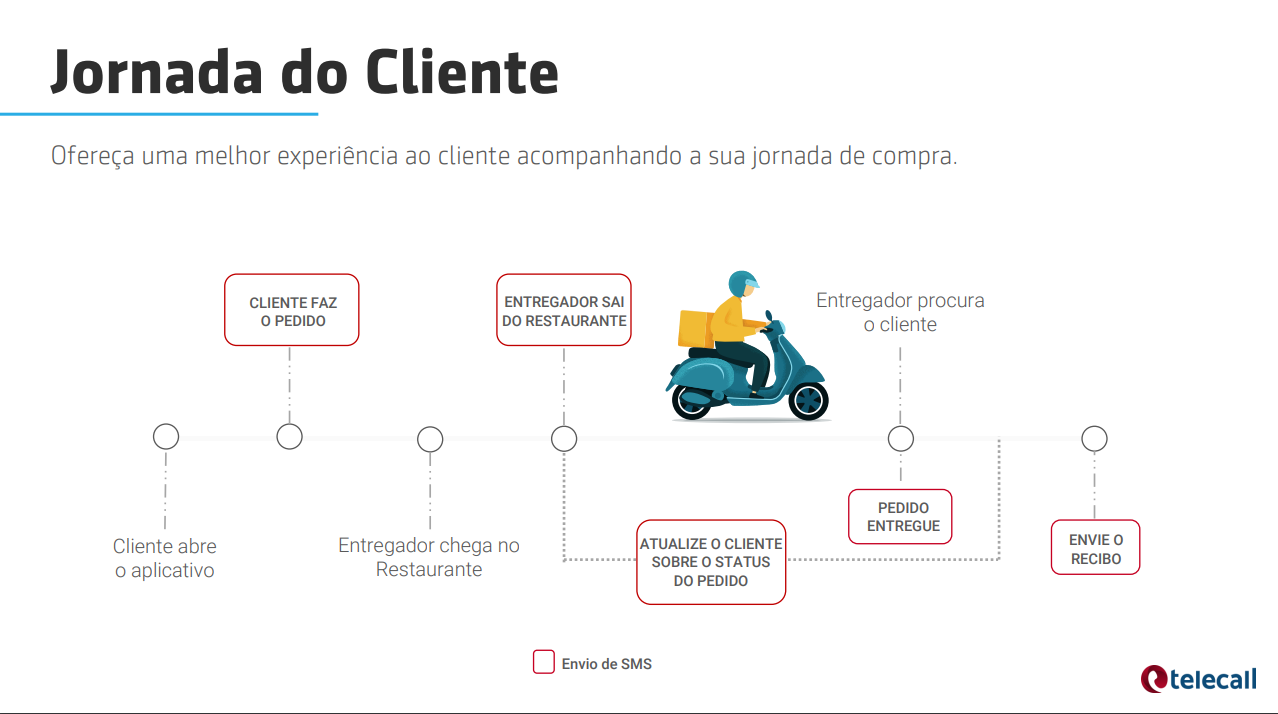 Jornada do Cliente
Ofereça uma melhor experiência ao cliente acompanhando a sua jornada de compra.
CLIENTE FAZ
O PEDIDO
ENTREGADOR SAI
DO RESTAURANTE
Entregador procura
o cliente
Cliente abre
o aplicativo
Entregador chega no
Restaurante
ATUALIZE O CLIENTE
SOBRE O STATUS
DO PEDIDO
PEDIDO
ENTREGUE
ENVIE O
RECIBO
Envio de SMS
telecall